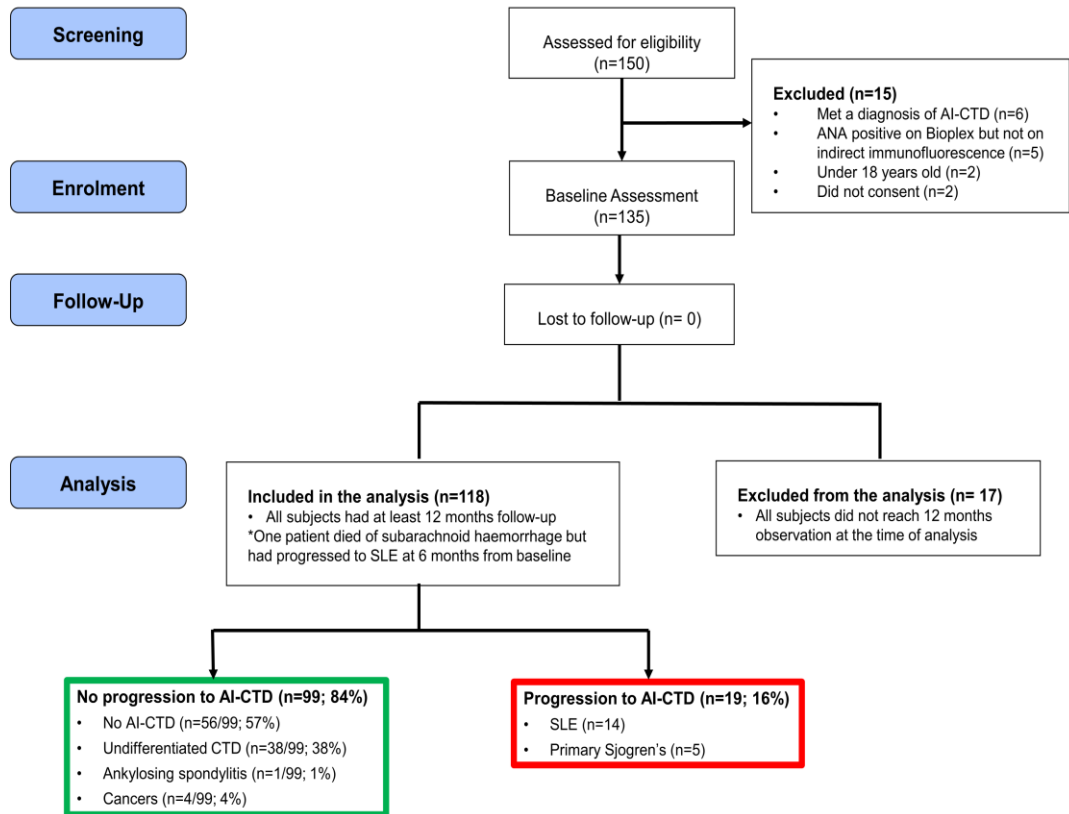 Screening
Assessed for eligibility
(n=150)
Excluded (n=15)
• Met a diagnosis of AI-CTD (n=6)
• ANA positive on Bioplex but not on
indirect immunofluorescence (n=5)
• Under 18 years old (n=2)
• Did not consent (n=2)
Enrolment
Baseline Assessment
(n=135)
Follow-Up
Lost to follow-up (n= 0)
Analysis
Included in the analysis (n=118)
• All subjects had at least 12 months follow-up
*One patient died of subarachnoid haemorrhage but
had progressed to SLE at 6 months from baseline
Excluded from the analysis (n= 17)
• All subjects did not reach 12 months
observation at the time of analysis
No progression to AI-CTD (n=99; 84%)
• No AI-CTD (n=56/99; 57%)
• Undifferentiated CTD (n=38/99; 38%)
• Ankylosing spondylitis (n=1/99; 1%)
• Cancers (n=4/99; 4%)
Progression to AI-CTD (n=19; 16%)
• SLE (n=14)
• Primary Sjogren's (n=5)